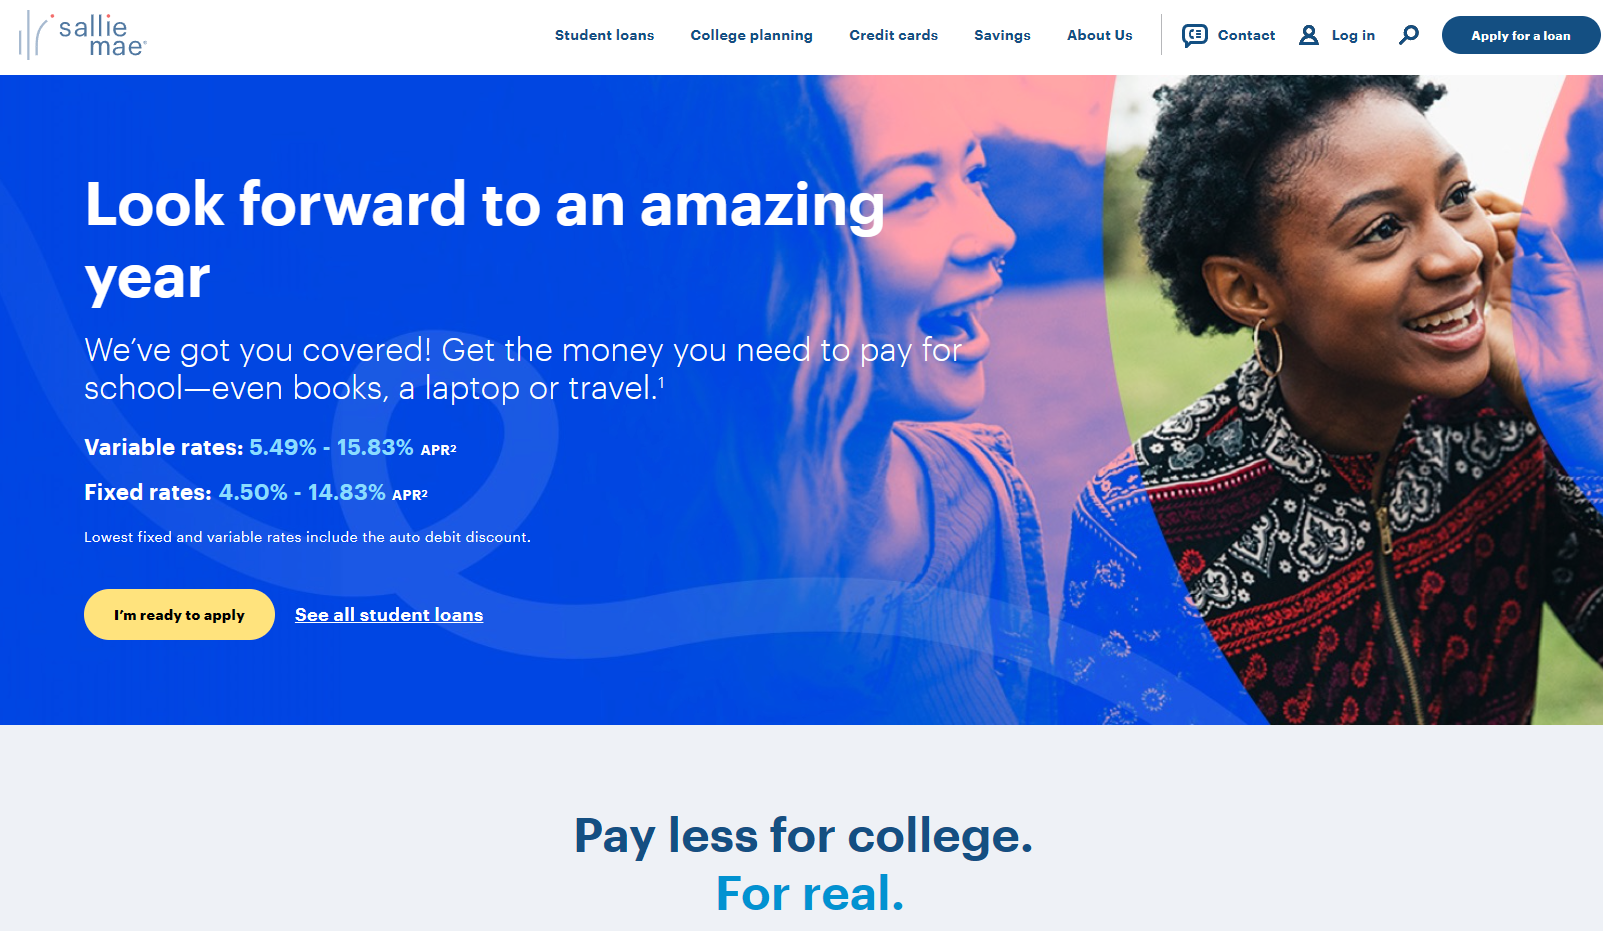 sallie
mae®
Student loans College planning Credit cards Savings About Us Contact Log in Apply for a loan
Look forward to an amazing
year
We’ve got you covered! Get the money you need to pay for
school—even books, a laptop or travel.¹
Variable rates: 5.49% - 15.83% APR²
Fixed rates: 4.50% - 14.83% APR²
Lowest fixed and variable rates include the auto debit discount.
I’m ready to apply See all student loans
Pay less for college.
For real.